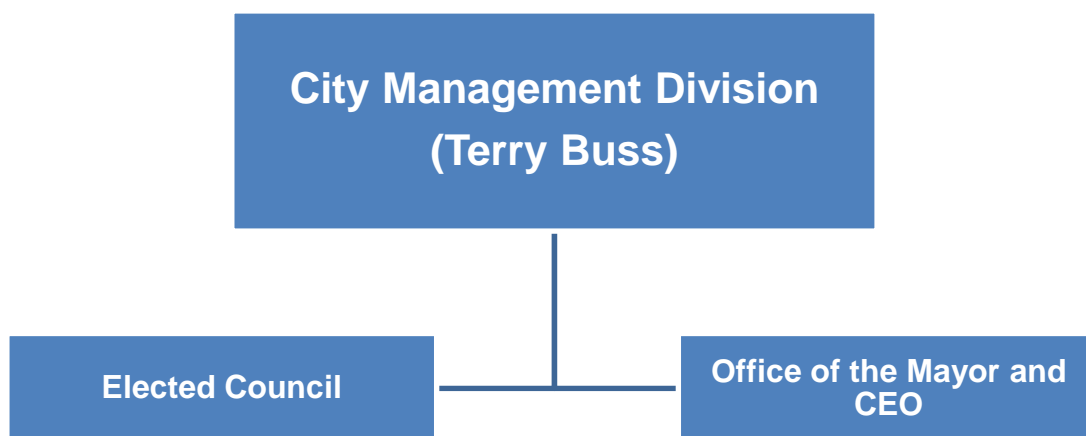 City Management Division
(Terry Buss)
Elected Council
Office of the Mayor and
CEO